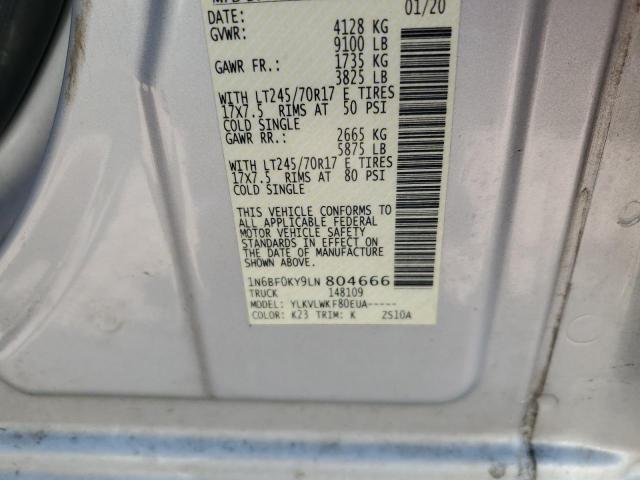 DATE: 01/20
GVWR: 4128 KG
9100 LB
GAWR FR.: 1735 KG
3825 LB
WITH LT245/70R17 E TIRES
17X7.5 RIMS AT 50 PSI
COLD SINGLE
GAWR RR.: 2665 KG
5875 LB
WITH LT245/70R17 E TIRES
17X7.5 RIMS AT 80 PSI
COLD SINGLE
THIS VEHICLE CONFORMS TO
ALL APPLICABLE FEDERAL
MOTOR VEHICLE SAFETY
STANDARDS IN EFFECT ON
THE DATE OF MANUFACTURE
SHOWN ABOVE.
1N6BF0KY9LN 804666
TRUCK 148109
MODEL: YLKVLWKF80EUA-----
COLOR: K23 TRIM: K ZS10A